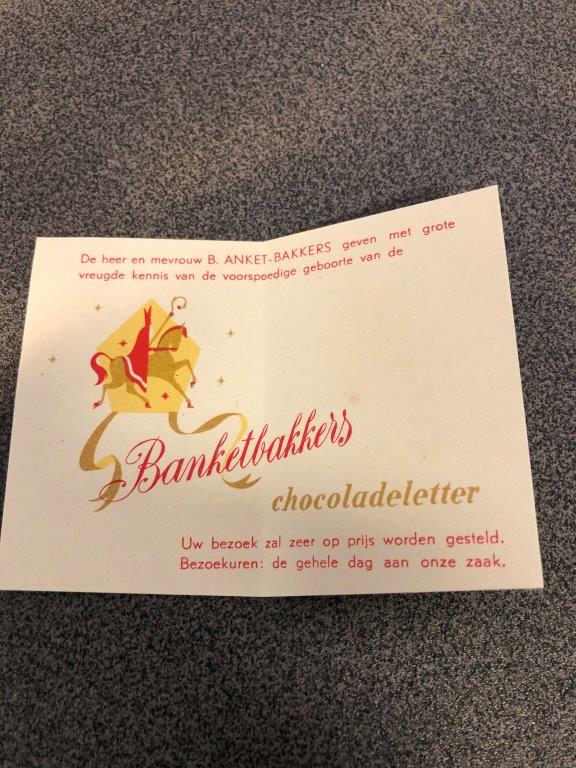 De heer en mevrouw B. ANKET-BAKKERS geven met grote
vreugde kennis van de voorspoedige geboorte van de
Banketbakkers
chocoladeletter
Uw bezoek zal zeer op prijs worden gesteld.
Bezoekuren: de gehele dag aan onze zaak.